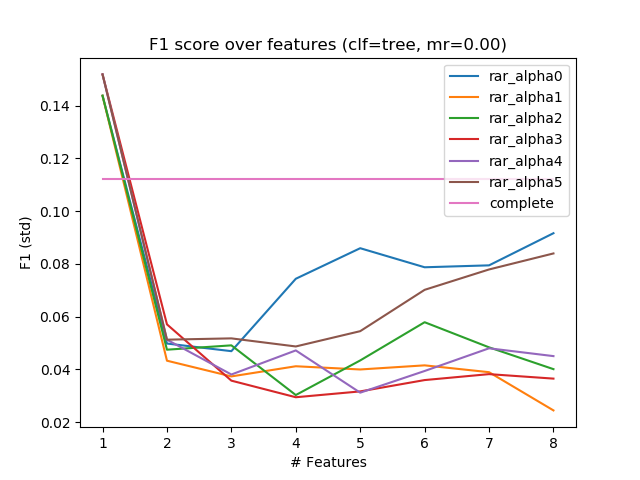 F1 score over features (clf=tree, mr=0.00)
rar_alpha0
rar_alpha1
rar_alpha2
rar_alpha3
rar_alpha4
rar_alpha5
complete
F1 (std)
0.14
0.12
0.10
0.08
0.06
0.04
0.02
1 2 3 4 5 6 7 8
# Features